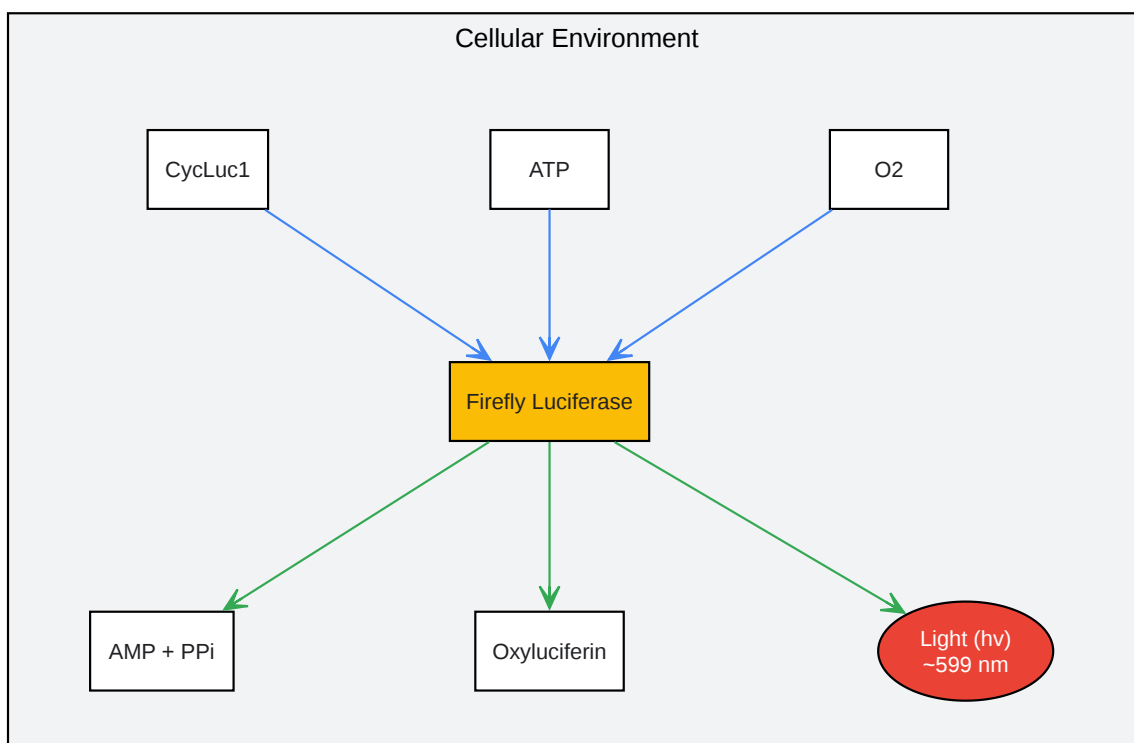 Cellular Environment
CycLuc1
ATP
O2
Firefly Luciferase
AMP + PPi
Oxyluciferin
Light (hv)
~599 nm